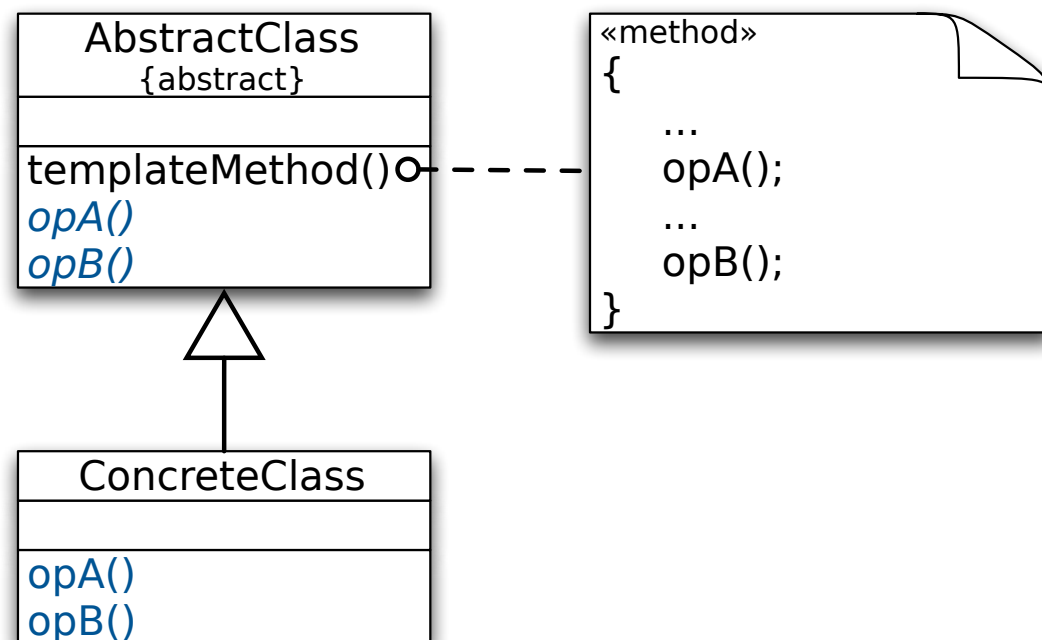 AbstractClass
{abstract}
templateMethod()
opA()
opB()
«method»
{
...
opA();
...
opB();
}
ConcreteClass
opA()
opB()